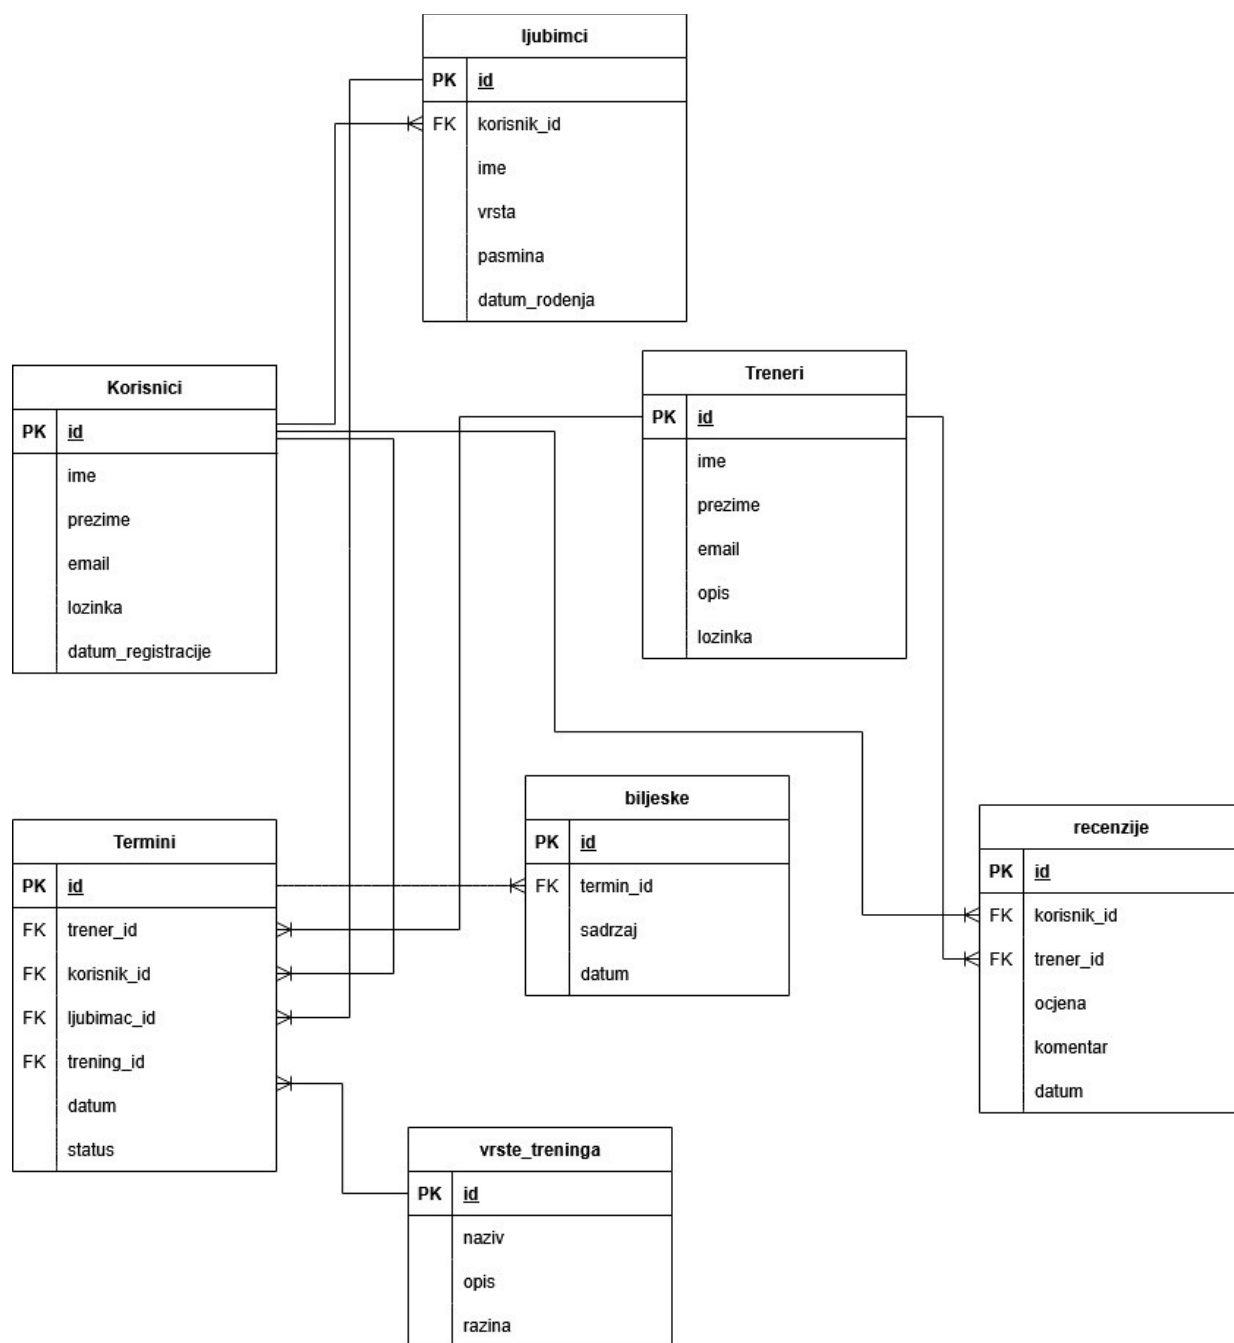 ljubimci
PK id
FK korisnik_id
ime
vrsta
pasmina
datum_rodenja
Korisnici
PK id
ime
prezime
email
lozinka
datum_registracije
Treneri
PK id
ime
prezime
email
opis
lozinka
Termini
PK id
FK trener_id
FK korisnik_id
FK ljubimac_id
FK trening_id
datum
status
biljeske
PK id
FK termin_id
sadrzaj
datum
recenzije
PK id
FK korisnik_id
FK trener_id
ocjena
komentar
datum
vrste_treninga
PK id
naziv
opis
razina